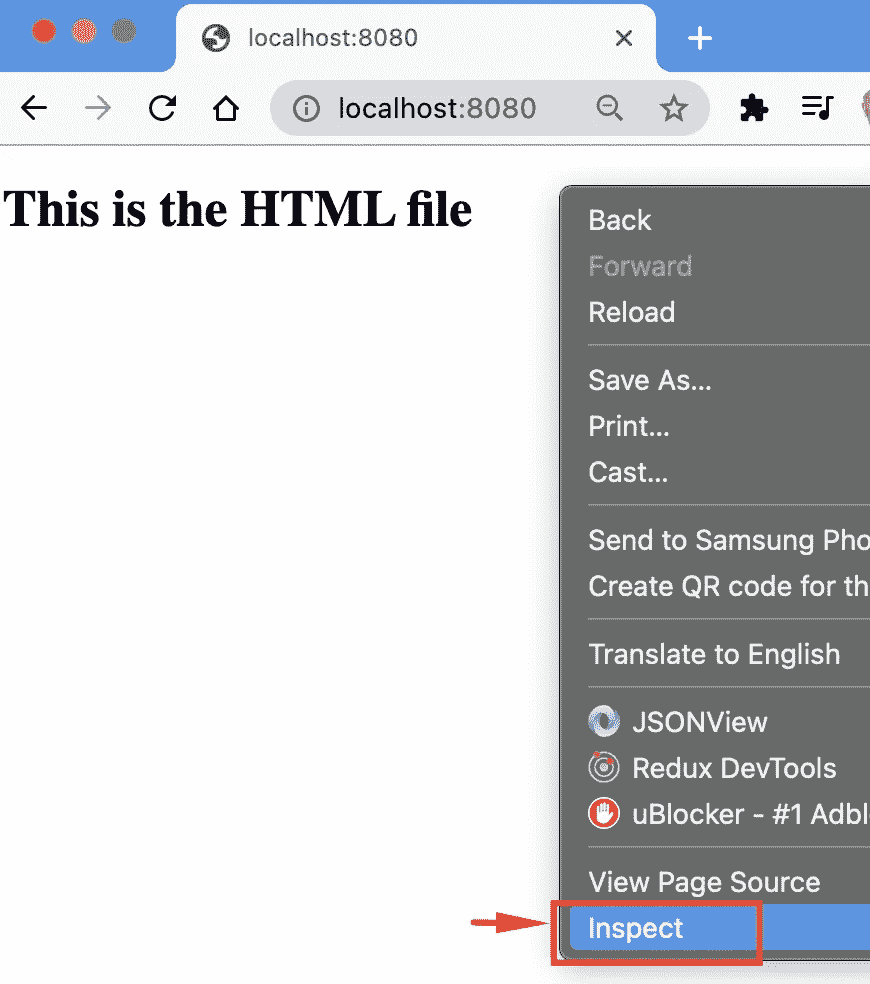 localhost:8080
localhost:8080
This is the HTML file
Back
Forward
Reload
Save As...
Print...
Cast...
Send to Samsung Pho
Create QR code for th
Translate to English
JSONView
Redux DevTools
uBlocker - #1 Adbl
View Page Source
Inspect